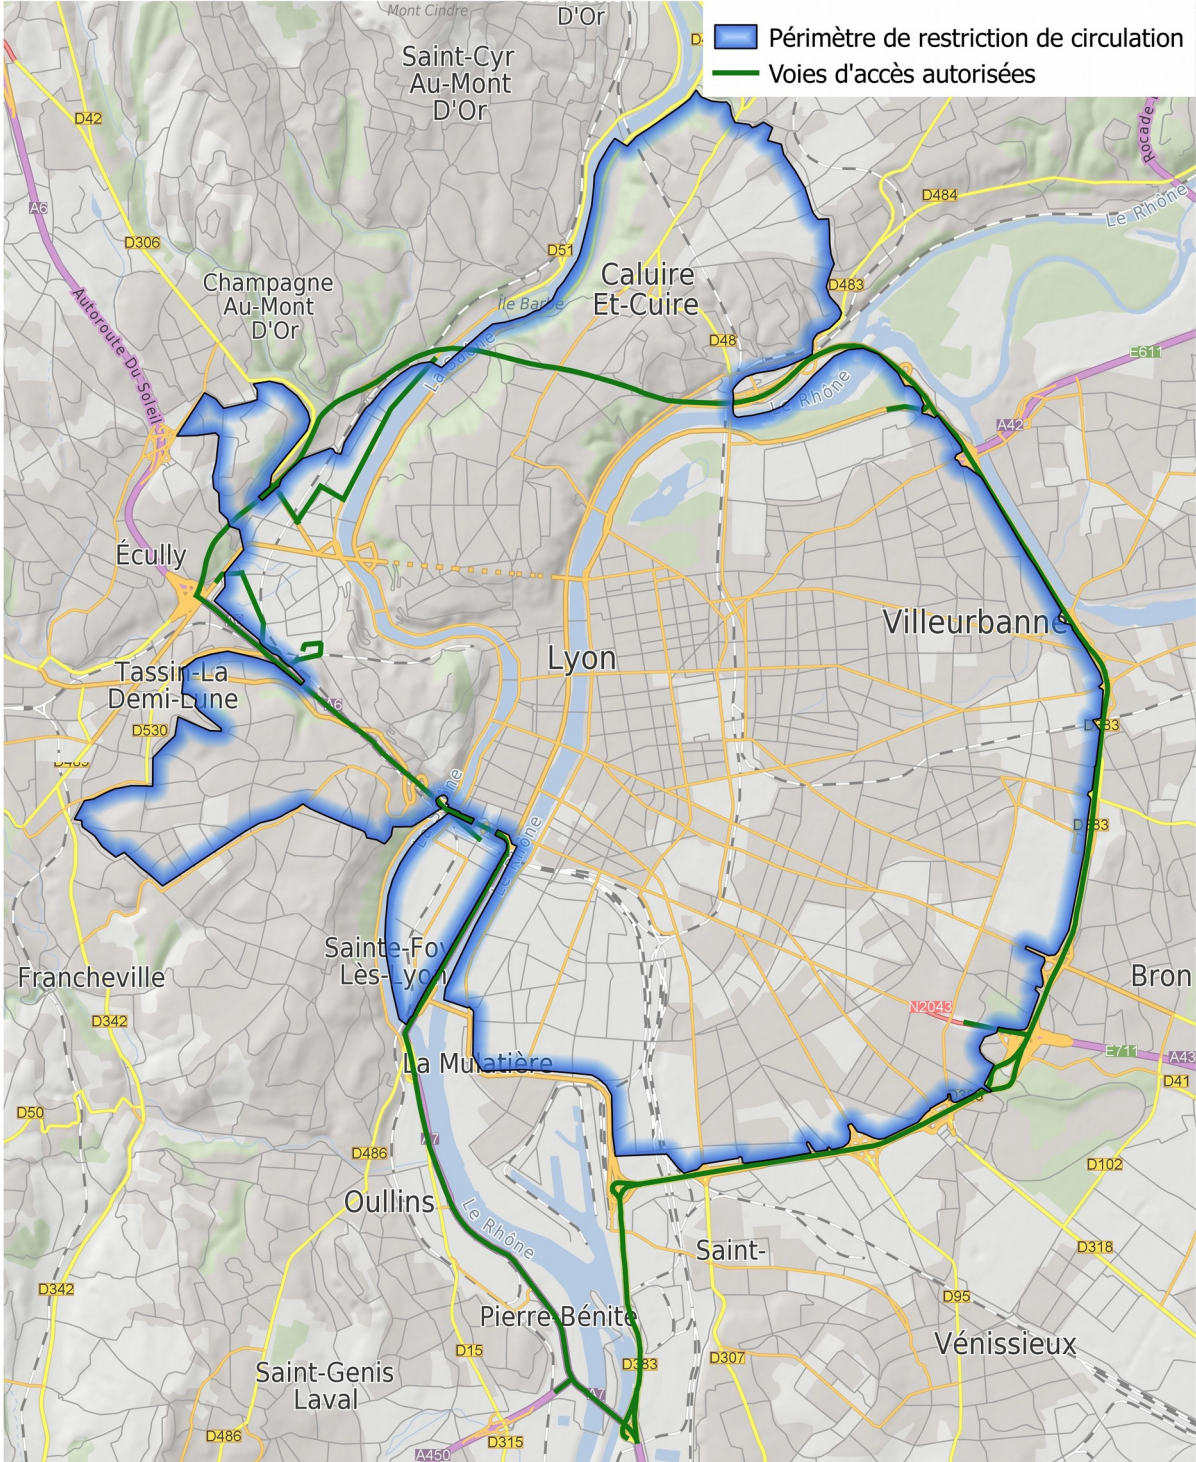 Mont Cindre
D'Or
Périmètre de restriction de circulation
Voies d'accès autorisées
Saint-Cyr
Au-Mont
D'Or
D42
Rocade
A6
D484
Le Rhône
D306
D51
Caluire
Et-Cuire
D483
Champagne
Au-Mont
D'Or
Île Barbe
Autoroute Du Soleil
La Saône
D48
E611
Le Rhône
A42
Écully
Villeurbanne
Lyon
Tassin-La
Demi-Lune
A6
D530
D383
D383
Le Rhône
Sainte-Foy
Lès-Lyon
Francheville
Bron
N2043
D342
La Mulatière
E711
A43
D41
D50
D383
A7
D486
D102
Oullins
Le Rhône
Saint-
D318
D342
D95
Pierre-Bénite
Vénissieux
D15
D383
D307
Saint-Genis
Laval
A7
D486
D315
A450